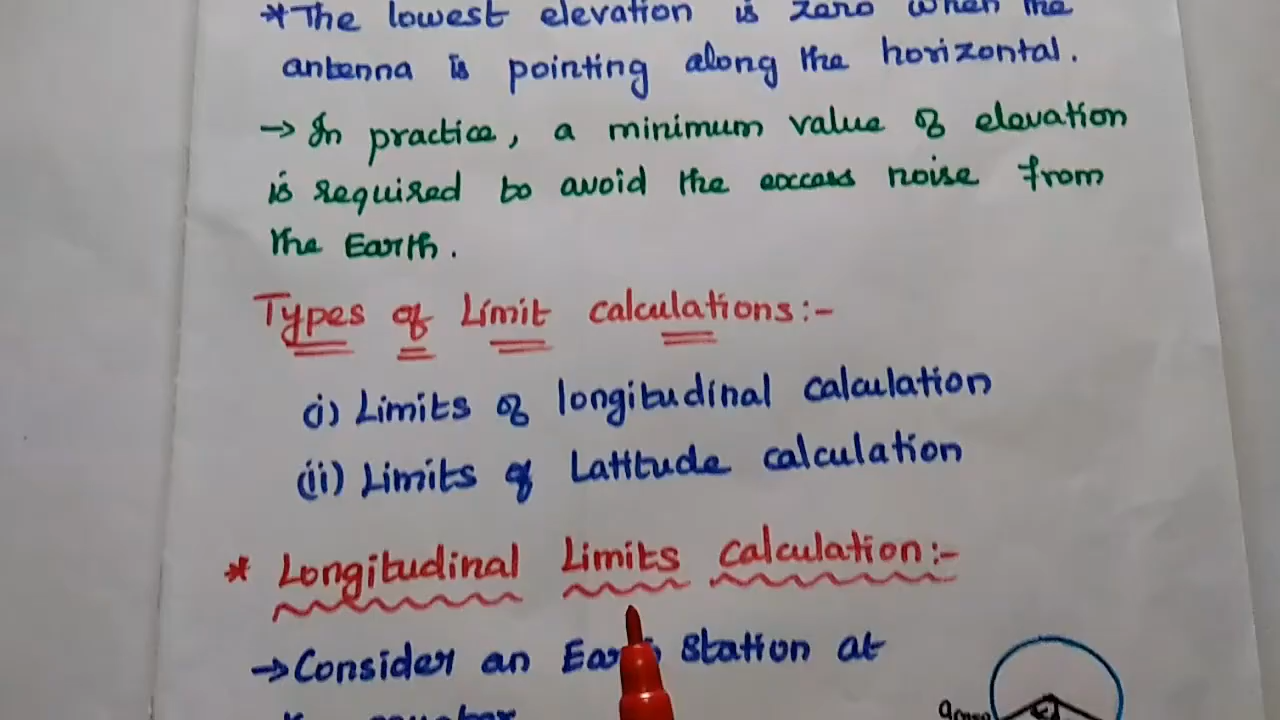 *The lowest elevation is zero when the
antenna is pointing along the horizontal.
→ In practice, a minimum value of elevation
is required to avoid the excess noise from
the Earth.
Types of Limit calculations:-
(i) Limits of longitudinal calculation
(ii) Limits of Latitude calculation
* Longitudinal Limits calculation:-
→Consider an Earth Station at